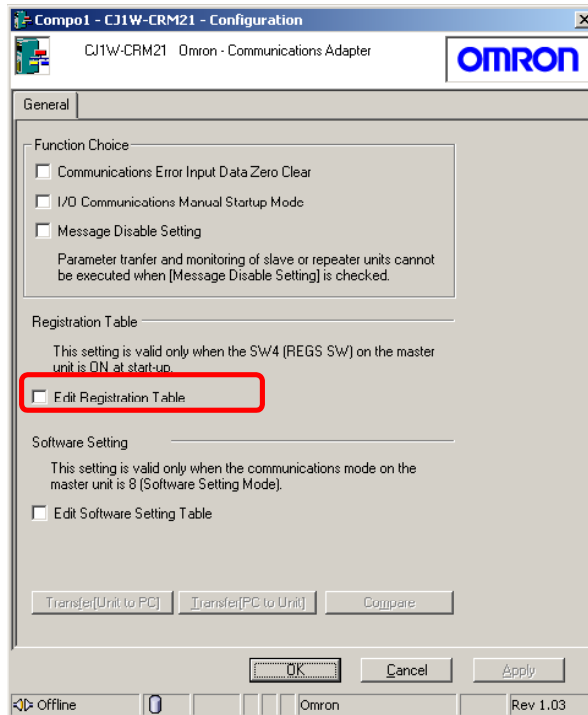 Compo1 - CJ1W-CRM21 - Configuration
CJ1W-CRM21 Omron - Communications Adapter
OMRON
General
Function Choice
Communications Error Input Data Zero Clear
I/O Communications Manual Startup Mode
Message Disable Setting
Parameter tranfer and monitoring of slave or repeater units cannot
be executed when [Message Disable Setting] is checked.
Registration Table
This setting is valid only when the SW4 (REGS SW) on the master
unit is ON at start-up.
Edit Registration Table
Software Setting
This setting is valid only when the communications mode on the
master unit is 8 (Software Setting Mode).
Edit Software Setting Table
Transfer[Unit to PC] Transfer[PC to Unit] Compare
OK Cancel Apply
Offline Omron Rev 1.03